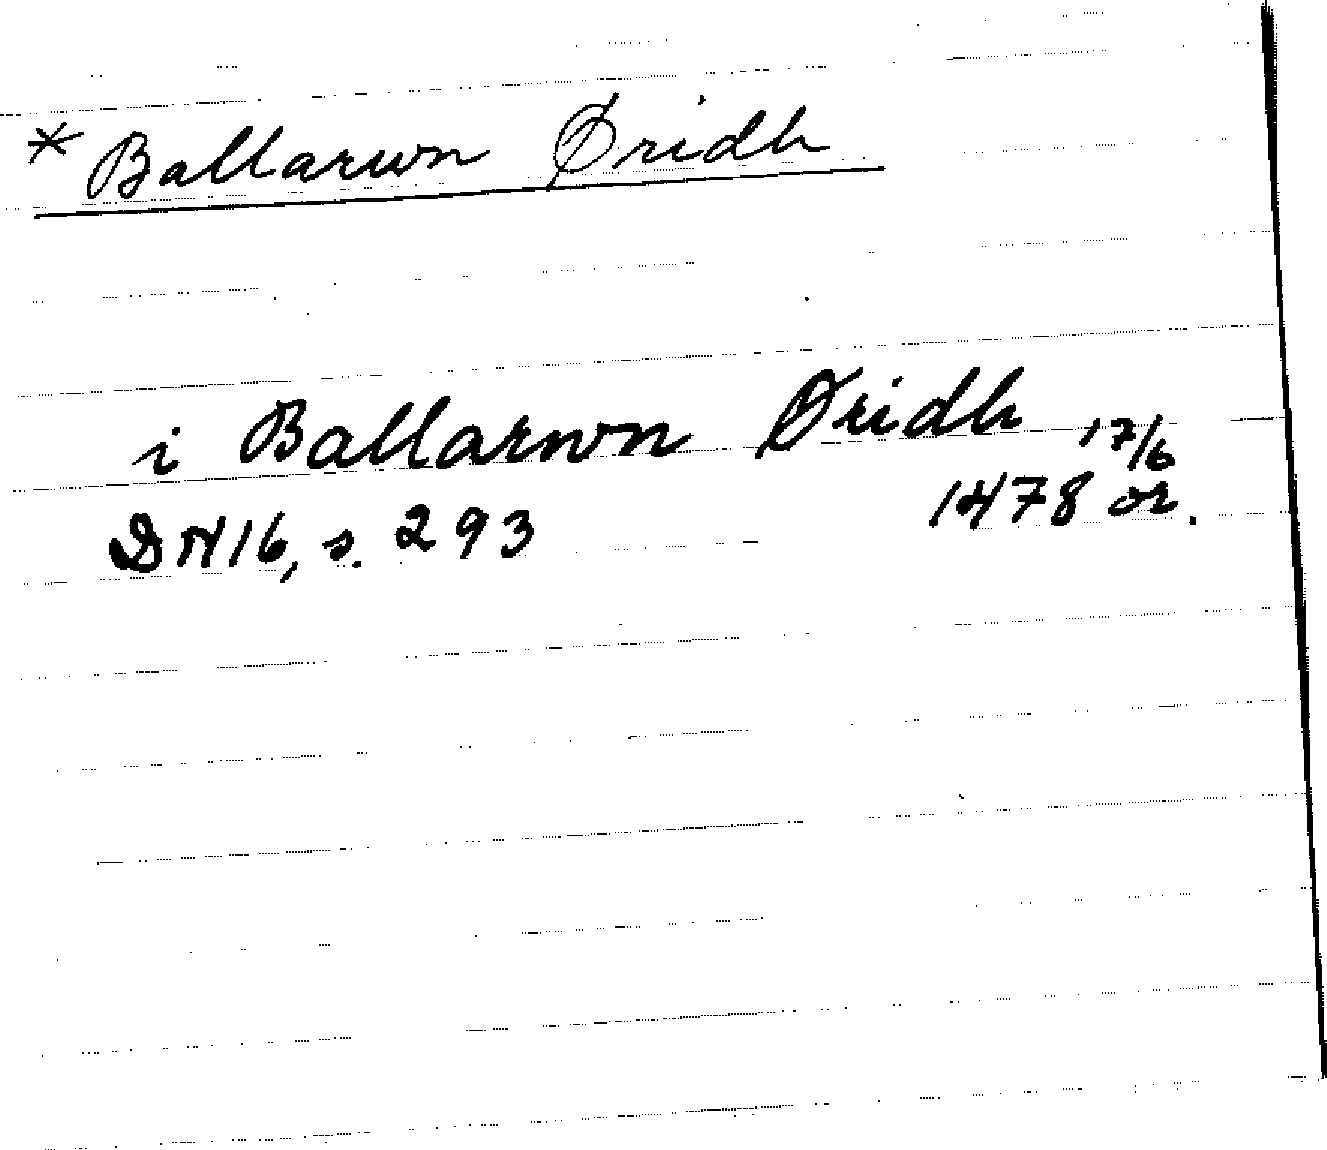 * Ballarwn Øridh
i Ballarwn Øridh 17/6
DN16, s. 293 1478 or.